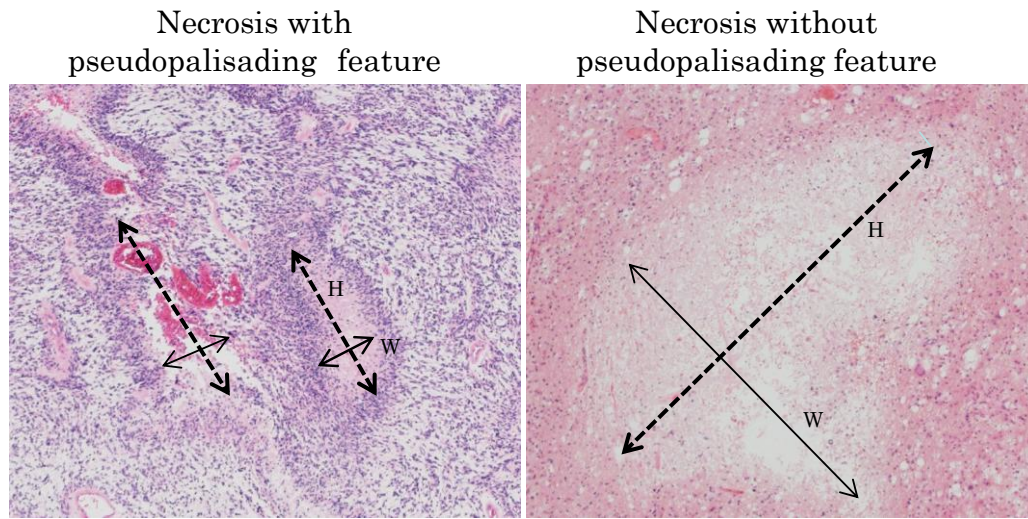 Necrosis with
pseudopalisading feature
Necrosis without
pseudopalisading feature
H
W
H
W